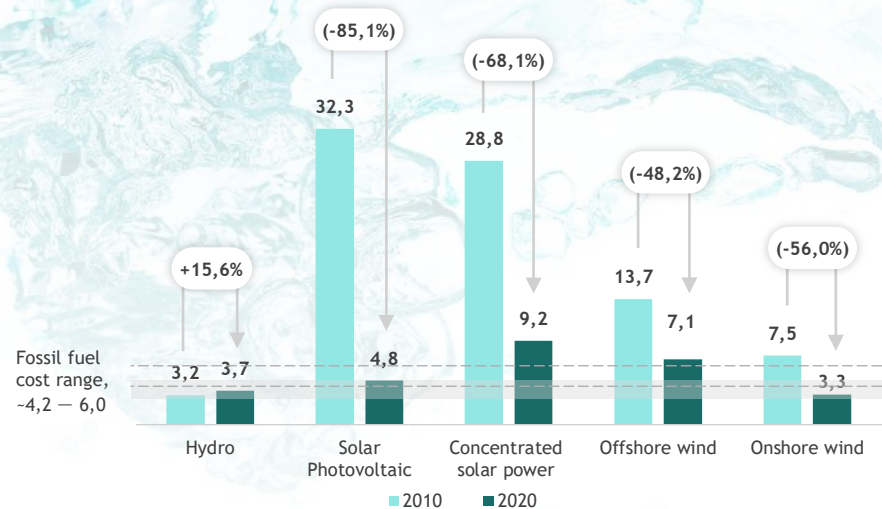 (-85,1%)
(-68,1%)
32,3
28,8
(-48,2%)
(-56,0%)
+15,6%
13,7
9,2
7,1
7,5
4,8
3,2
3,7
3,3
Fossil fuel
cost range,
~4,2 — 6,0
Hydro
Solar
Photovoltaic
Concentrated
solar power
Offshore wind
Onshore wind
2010
2020